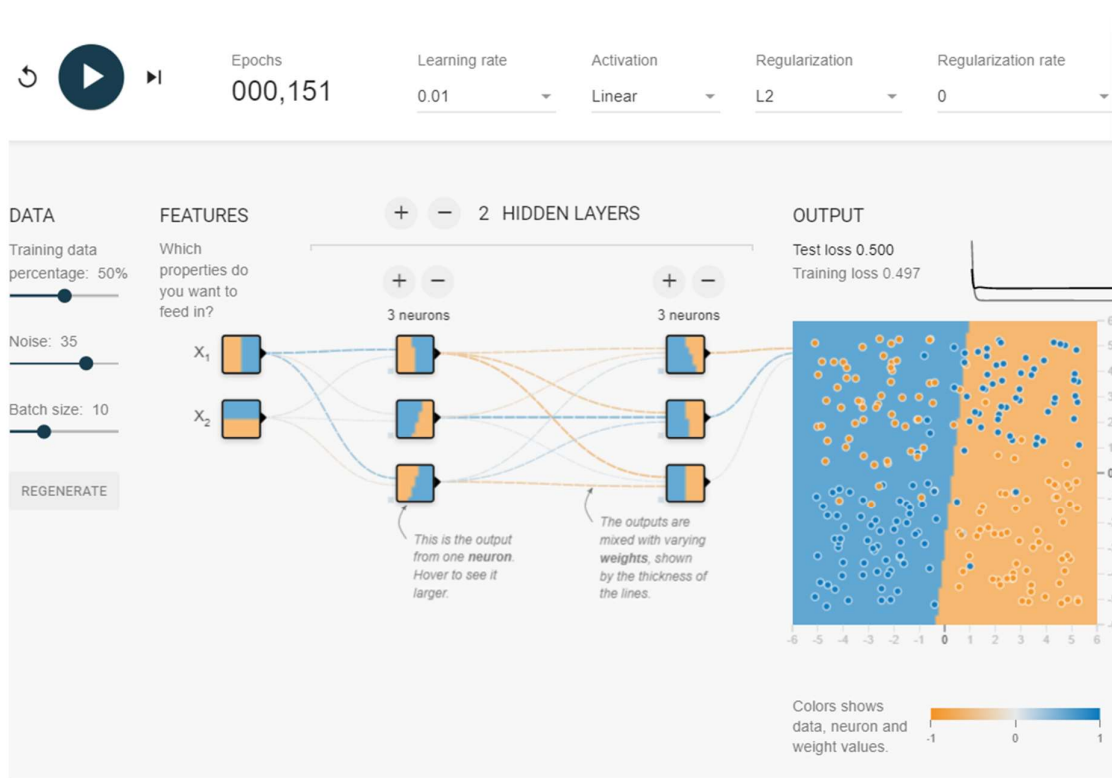 Epochs
000,151
Learning rate
0.01
Activation
Linear
Regularization
L2
Regularization rate
0
DATA
Training data
percentage: 50%
Noise: 35
Batch size: 10
REGENERATE
FEATURES
Which
properties do
you want to
feed in?
X1
X2
+ − 2 HIDDEN LAYERS
+ −
3 neurons
+ −
3 neurons
This is the output
from one neuron.
Hover to see it
larger.
The outputs are
mixed with varying
weights, shown
by the thickness of
the lines.
OUTPUT
Test loss 0.500
Training loss 0.497
-6 -5 -4 -3 -2 -1 0 1 2 3 4 5 6
Colors shows
data, neuron and
weight values.
-1 0 1